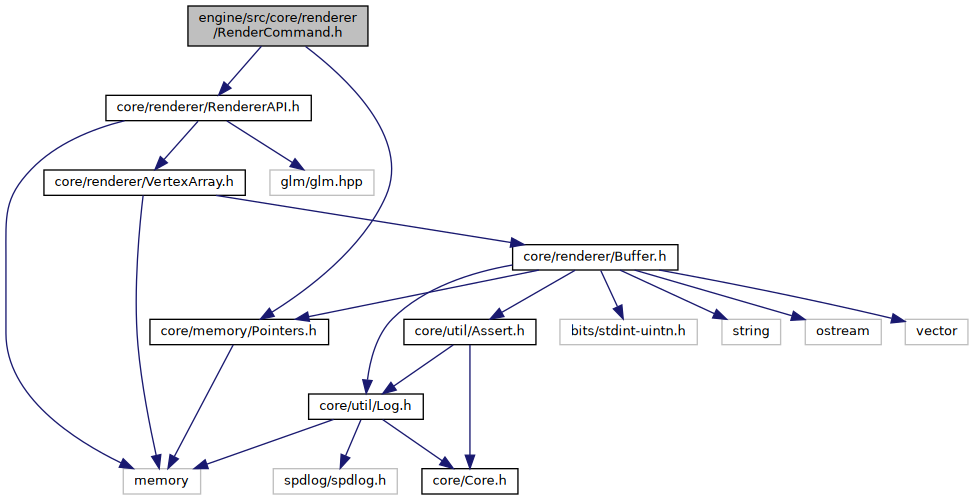 engine/src/core/renderer
/RenderCommand.h
core/renderer/RendererAPI.h
core/renderer/VertexArray.h
glm/glm.hpp
core/renderer/Buffer.h
core/memory/Pointers.h
core/util/Assert.h
bits/stdint-uintn.h
string
ostream
vector
core/util/Log.h
memory
spdlog/spdlog.h
core/Core.h